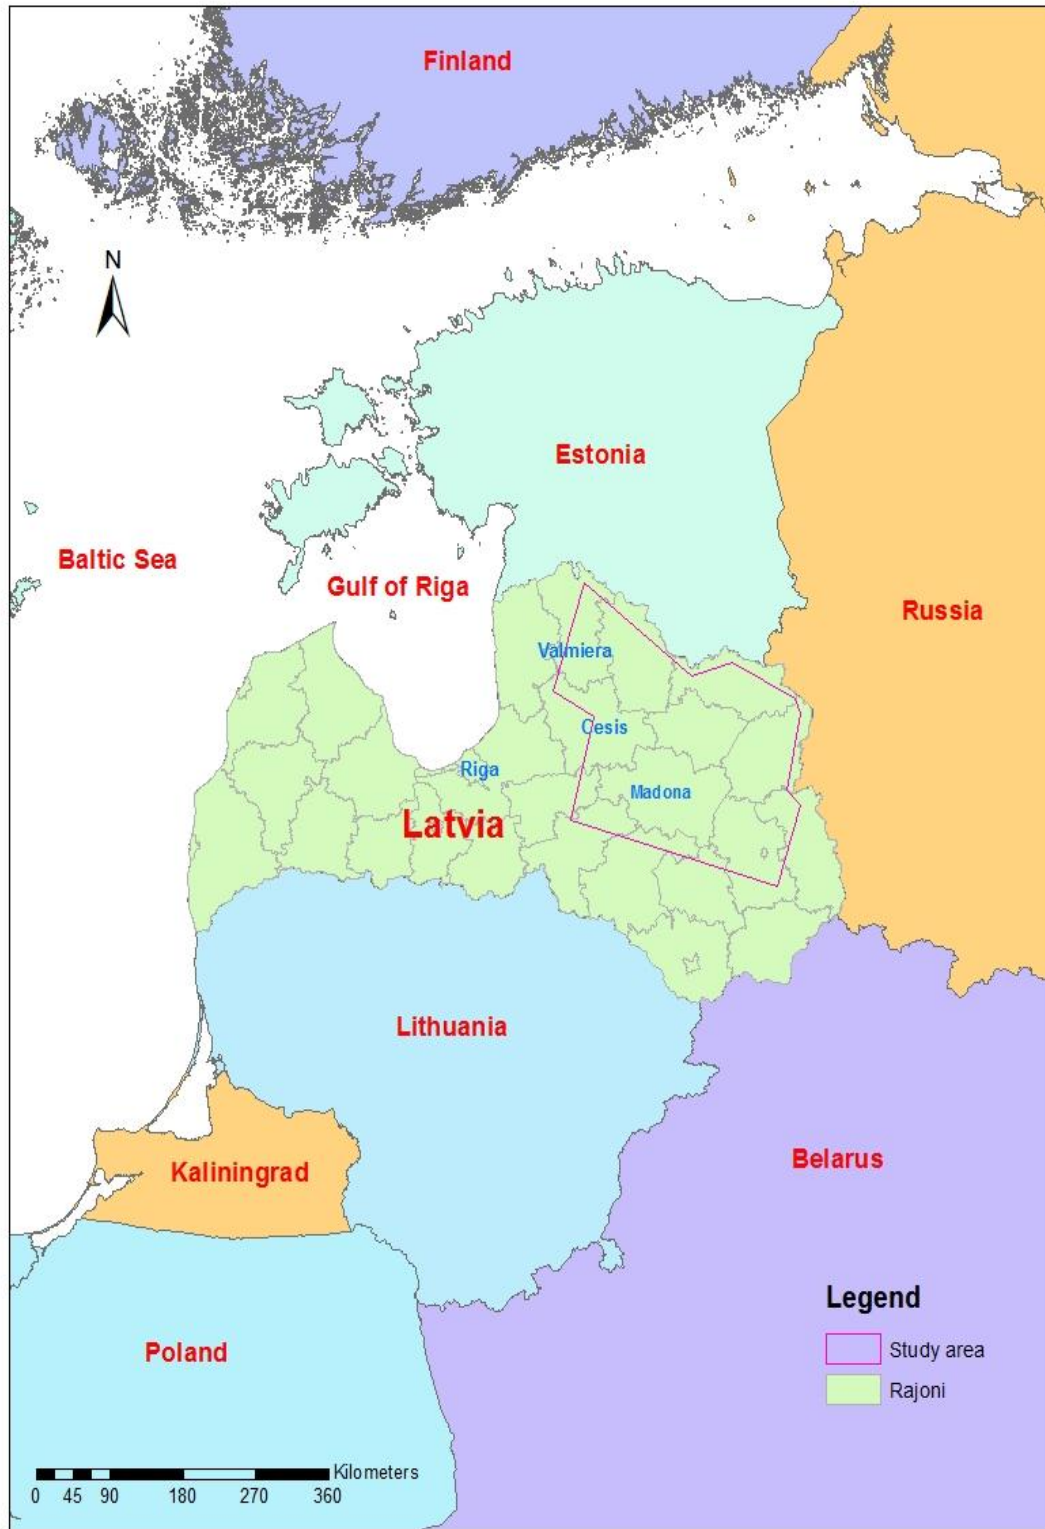 Finland
N
Estonia
Baltic Sea
Gulf of Riga
Russia
Valmiera
Cesis
Riga
Madona
Latvia
Lithuania
Kaliningrad
Belarus
Legend
Poland
Study area
Rajoni
Kilometers
0 45 90 180 270 360